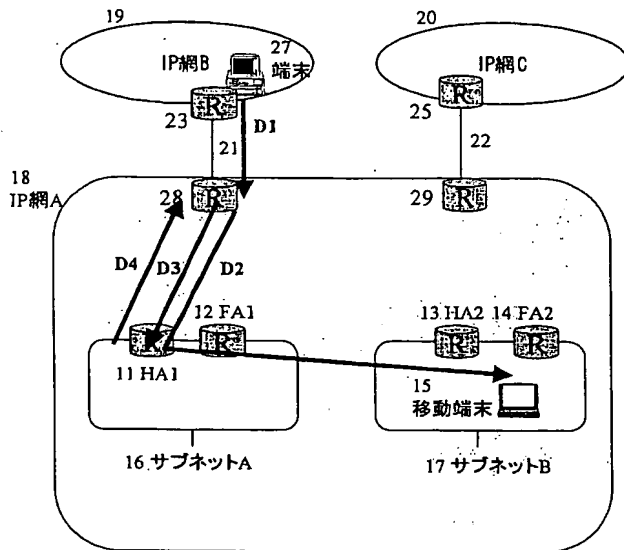 19
20
IP網B
27
端末
IP網C
R
23
D1
R
25
21
22
18
IP網A
28
R
29
R
D4
D3
D2
12 FA1
13 HA2
14 FA2
R
R
R
R
11 HA1
15
移動端末
16 サブネットA
17 サブネットB